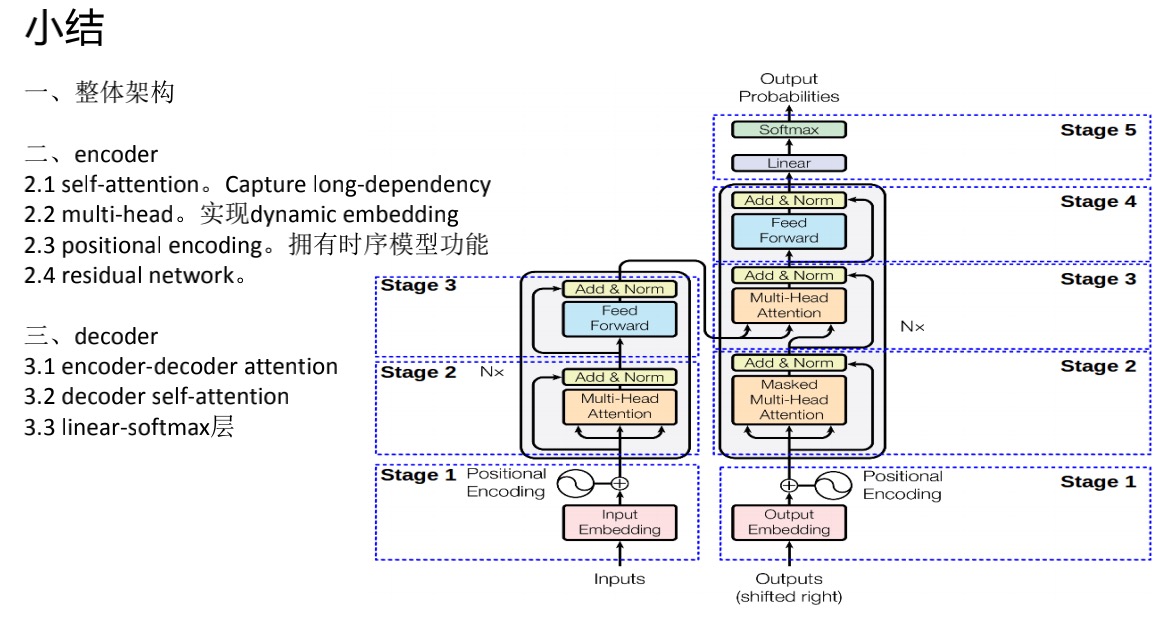 小结
一、整体架构
二、encoder
2.1 self-attention。Capture long-dependency
2.2 multi-head。实现dynamic embedding
2.3 positional encoding。拥有时序模型功能
2.4 residual network。
三、decoder
3.1 encoder-decoder attention
3.2 decoder self-attention
3.3 linear-softmax层
Stage 3
Add & Norm
Feed
Forward
Stage 2
N×
Add & Norm
Multi-Head
Attention
Stage 1
Positional
Encoding
Input
Embedding
Inputs
Output
Probabilities
Softmax
Stage 5
Linear
Add & Norm
Stage 4
Feed
Forward
Add & Norm
Stage 3
Multi-Head
Attention
N×
Add & Norm
Stage 2
Masked
Multi-Head
Attention
Positional
Encoding
Stage 1
Output
Embedding
Outputs
(shifted right)